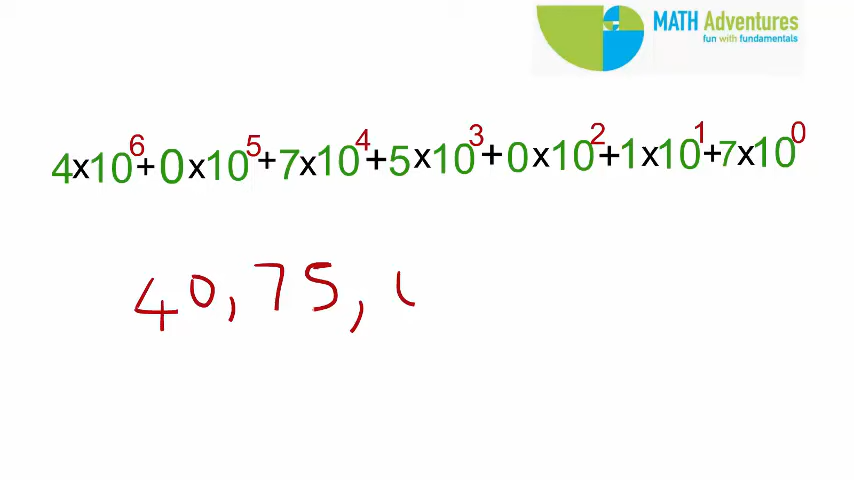 MATH Adventures
fun with fundamentals
4x10⁶+0x10⁵+7x10⁴+5x10³+0x10²+1x10¹+7x10⁰
40,75,